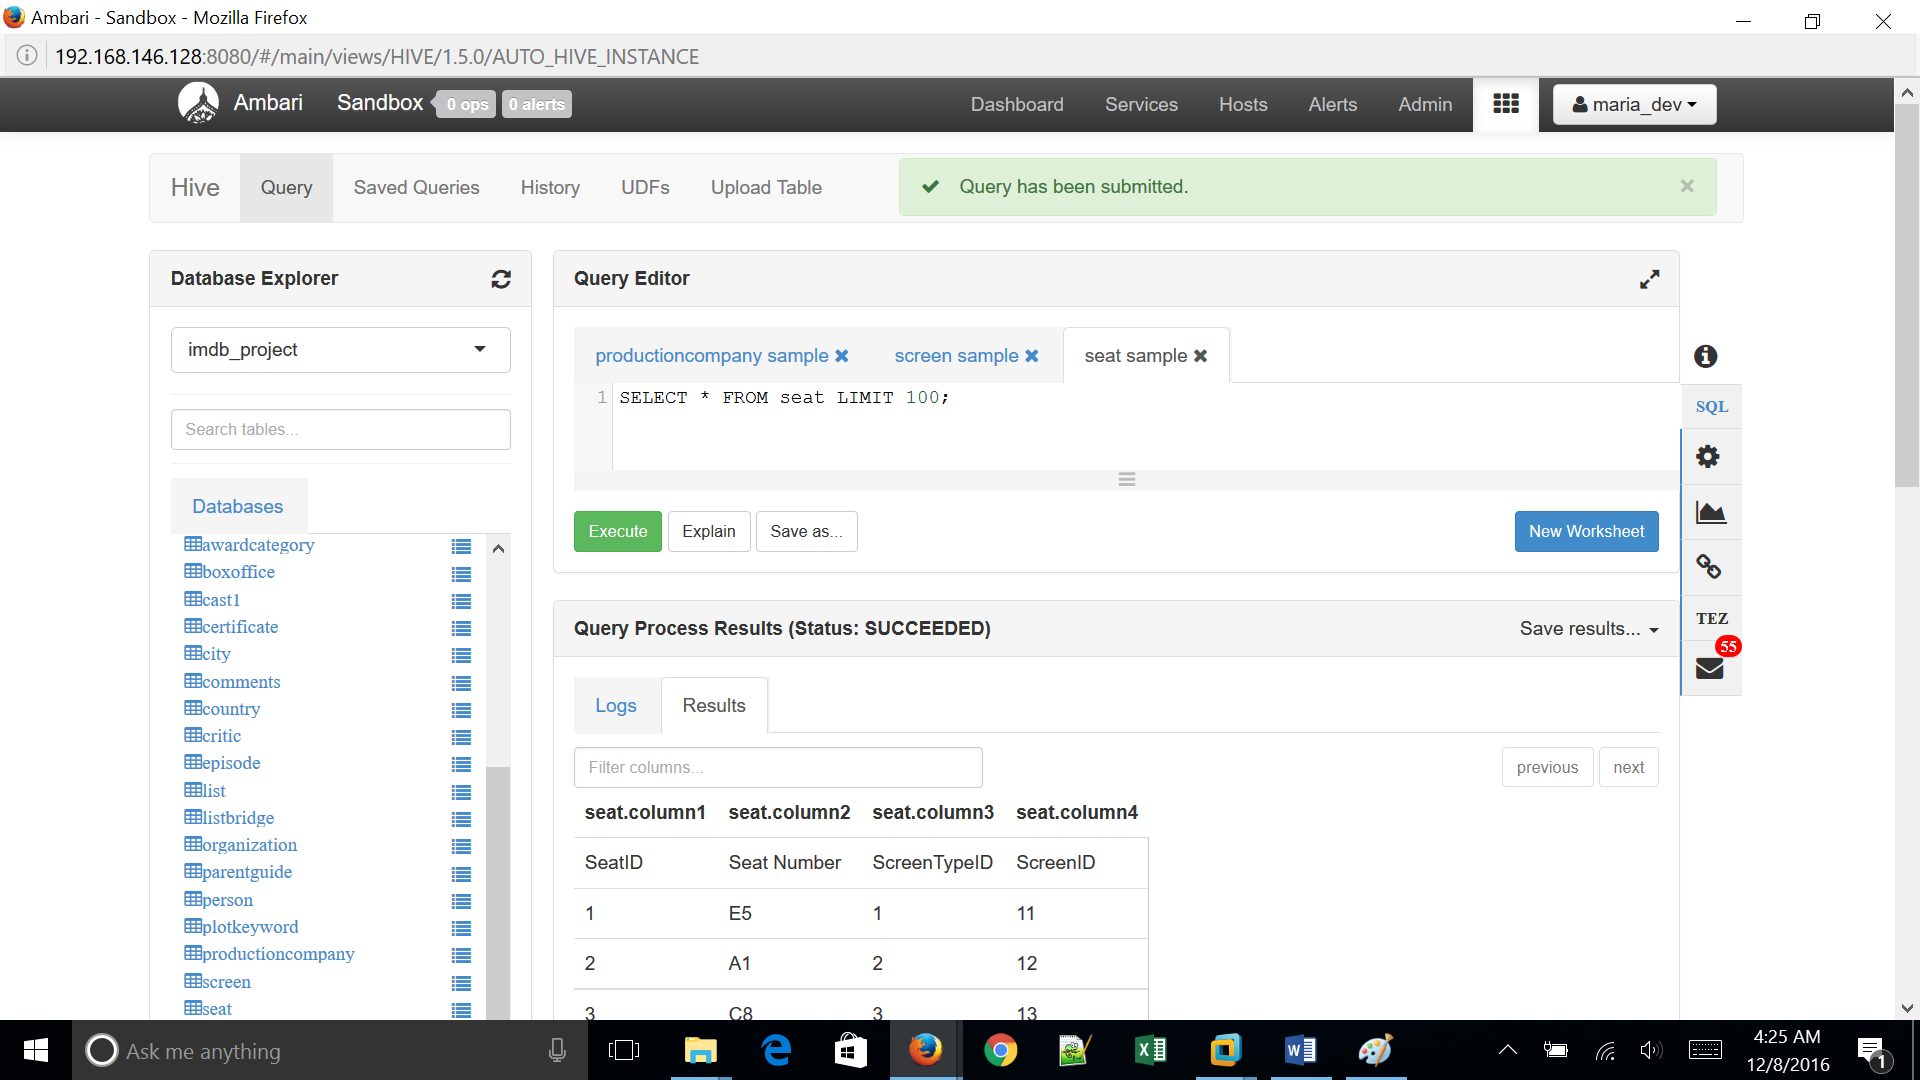 Ambari - Sandbox - Mozilla Firefox
192.168.146.128:8080/#/main/views/HIVE/1.5.0/AUTO_HIVE_INSTANCE
Ambari Sandbox 0 ops 0 alerts Dashboard Services Hosts Alerts Admin maria_dev
Hive Query Saved Queries History UDFs Upload Table Query has been submitted.
Database Explorer
imdb_project
Search tables...
Databases
awardcategory
boxoffice
cast1
certificate
city
comments
country
critic
episode
list
listbridge
organization
parentguide
person
plotkeyword
productioncompany
screen
seat
Query Editor
productioncompany sample screen sample seat sample
1 SELECT * FROM seat LIMIT 100;
Execute Explain Save as... New Worksheet
SQL
TEZ
55
Query Process Results (Status: SUCCEEDED) Save results...
Logs Results
Filter columns... previous next
seat.column1 seat.column2 seat.column3 seat.column4
SeatID Seat Number ScreenTypeID ScreenID
1 E5 1 11
2 A1 2 12
3 C8 3 13
Ask me anything
4:25 AM
12/8/2016
1